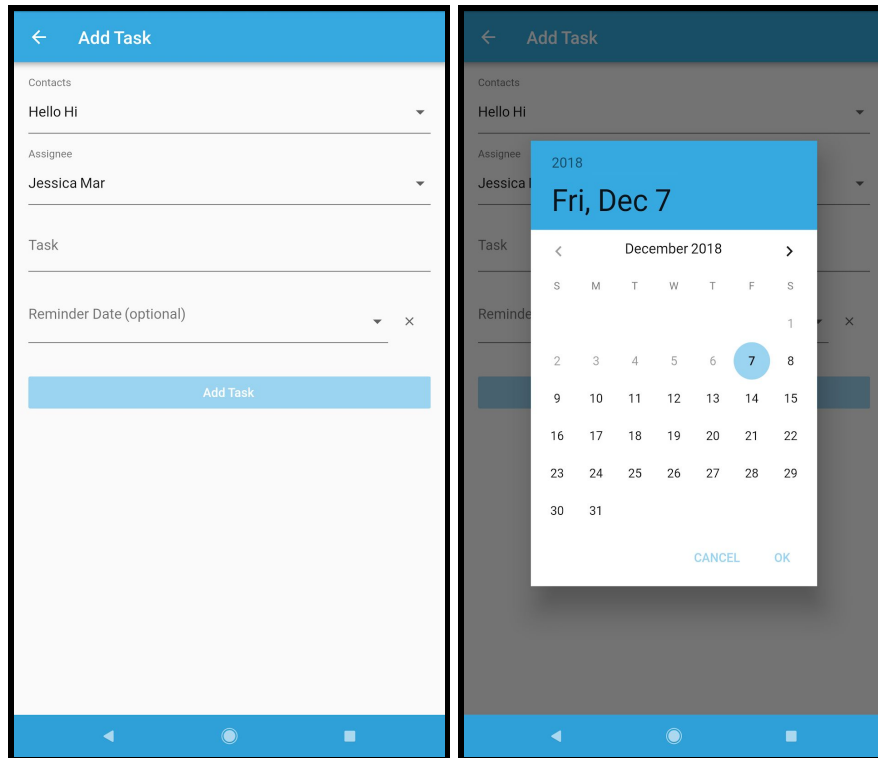 Add Task
Contacts
Hello Hi
Assignee
Jessica Mar
Task
Reminder Date (optional)
Add Task
Add Task
Contacts
Hello Hi
Assignee
Jessica
Task
Reminde
2018
Fri, Dec 7
December 2018
S M T W T F S
1
2 3 4 5 6 7 8
9 10 11 12 13 14 15
16 17 18 19 20 21 22
23 24 25 26 27 28 29
30 31
CANCEL OK